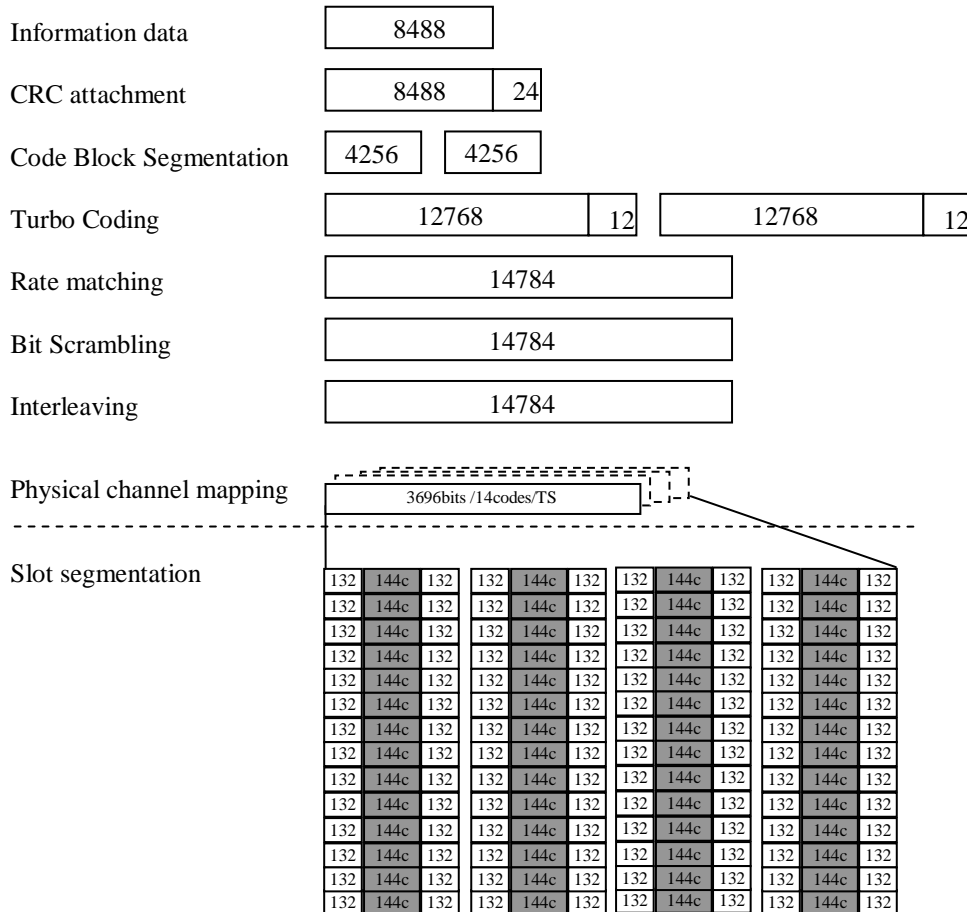 Information data 8488
CRC attachment 8488 24
Code Block Segmentation 4256 4256
Turbo Coding 12768 12 12768 12
Rate matching 14784
Bit Scrambling 14784
Interleaving 14784
Physical channel mapping 3696bits /14codes/TS
Slot segmentation
132 144c 132 132 144c 132 132 144c 132 132 144c 132
132 144c 132 132 144c 132 132 144c 132 132 144c 132
132 144c 132 132 144c 132 132 144c 132 132 144c 132
132 144c 132 132 144c 132 132 144c 132 132 144c 132
132 144c 132 132 144c 132 132 144c 132 132 144c 132
132 144c 132 132 144c 132 132 144c 132 132 144c 132
132 144c 132 132 144c 132 132 144c 132 132 144c 132
132 144c 132 132 144c 132 132 144c 132 132 144c 132
132 144c 132 132 144c 132 132 144c 132 132 144c 132
132 144c 132 132 144c 132 132 144c 132 132 144c 132
132 144c 132 132 144c 132 132 144c 132 132 144c 132
132 144c 132 132 144c 132 132 144c 132 132 144c 132
132 144c 132 132 144c 132 132 144c 132 132 144c 132
132 144c 132 132 144c 132 132 144c 132 132 144c 132